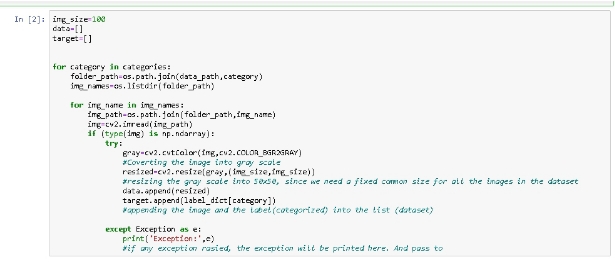 In [2]: img_size=100
data=[]
target=[]
for category in categories:
folder_path=os.path.join(data_path,category)
img_names=os.listdir(folder_path)
for img_name in img_names:
img_path=os.path.join(folder_path,img_name)
img=cv2.imread(img_path)
if (type(img) is np.ndarray):
try:
gray=cv2.cvtColor(img,cv2.COLOR_BGR2GRAY)
#Coverting the image into gray scale
resized=cv2.resize(gray,(img_size,img_size))
#resizing the gray scale into 50x50, since we need a fixed common size for all the images in the dataset
data.append(resized)
target.append(label_dict[category])
#appending the image and the label(categorized) into the list (dataset)
except Exception as e:
print('Exception:',e)
#if any exception rasied, the exception will be printed here. And pass to